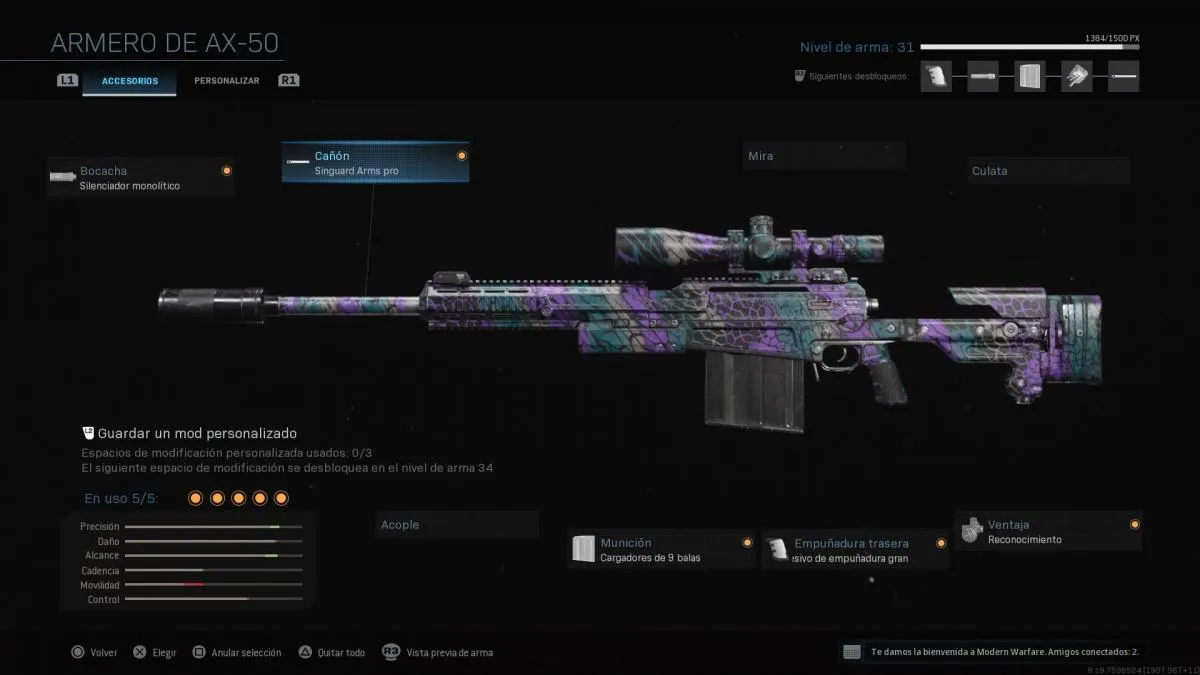 ARMERO DE AX-50
Nivel de arma: 31
1384/1500 PX
L1
ACCESORIOS
PERSONALIZAR
R1
Siguientes desbloqueos:
Bocacha
Silenciador monolítico
Cañón
Singuard Arms pro
Mira
Culata
L2 Guardar un mod personalizado
Espacios de modificación personalizada usados: 0/3
El siguiente espacio de modificación se desbloquea en el nivel de arma 34
En uso 5/5:
Precisión
Daño
Alcance
Cadencia
Movilidad
Control
Acople
Munición
Cargadores de 9 balas
Empuñadura trasera
esivo de empuñadura gran
Ventaja
Reconocimiento
Volver
Elegir
Anular selección
Quitar todo
R3 Vista previa de arma
Te damos la bienvenida a Modern Warfare. Amigos conectados: 2.